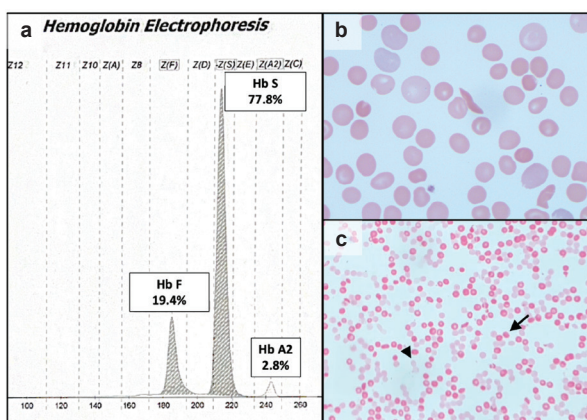 a
Hemoglobin Electrophoresis
Z12 Z11 Z10 Z(A) Z8 Z(F) Z(D) Z(S) Z(E) Z(A2) Z(C)
Hb S
77.8%
Hb F
19.4%
Hb A2
2.8%
100 120 140 160 180 200 220 240 260
b
c